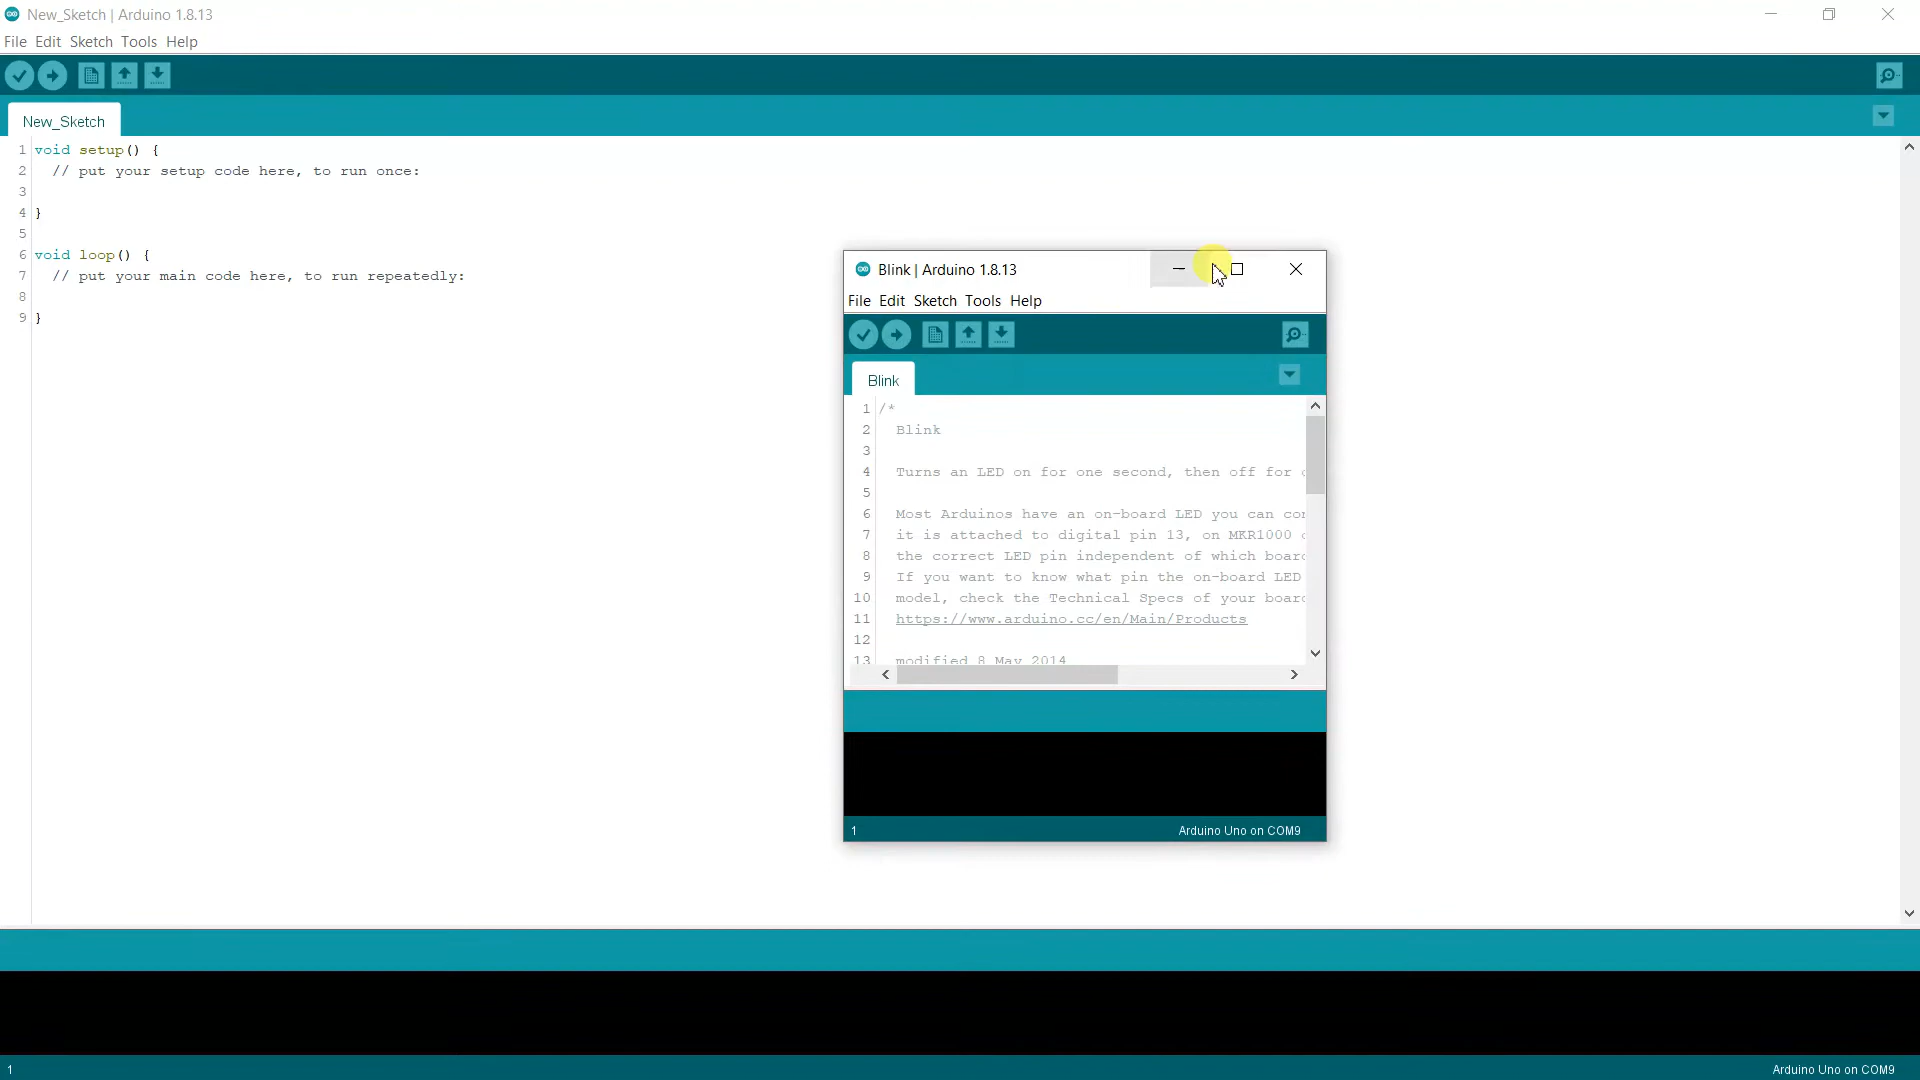 New_Sketch | Arduino 1.8.13
File Edit Sketch Tools Help
New_Sketch
1 void setup() {
2 // put your setup code here, to run once:
3
4 }
5
6 void loop() {
7 // put your main code here, to run repeatedly:
8
9 }
Blink | Arduino 1.8.13
File Edit Sketch Tools Help
Blink
1 /*
2 Blink
3
4 Turns an LED on for one second, then off for
5
6 Most Arduinos have an on-board LED you can
7 it is attached to digital pin 13, on MKR1000
8 the correct LED pin independent of which
9 If you want to know what pin the on-board LED
10 model, check the Technical Specs of your
11 https://www.arduino.cc/en/Main/Products
12
13 modified 8 May 2014
1
Arduino Uno on COM9
1
Arduino Uno on COM9